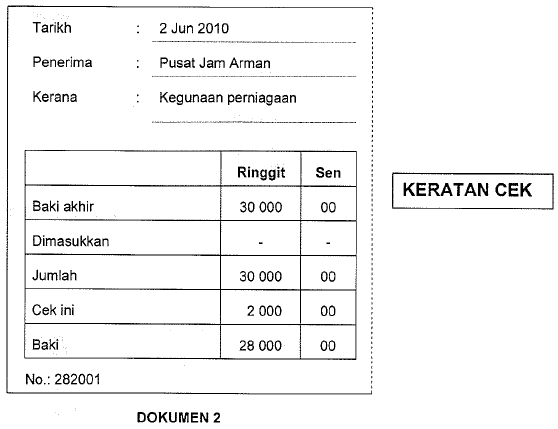 Tarikh : 2 Jun 2010
Penerima : Pusat Jam Arman
Kerana : Kegunaan perniagaan
Ringgit Sen
Baki akhir 30 000 00
Dimasukkan - -
Jumlah 30 000 00
Cek ini 2 000 00
Baki 28 000 00
No.: 282001
KERATAN CEK
DOKUMEN 2